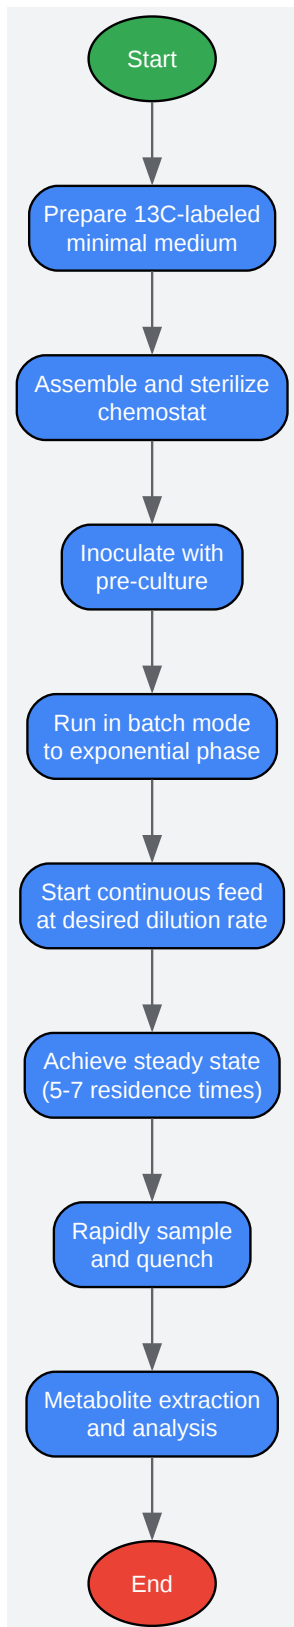 Start
Prepare 13C-labeled
minimal medium
Assemble and sterilize
chemostat
Inoculate with
pre-culture
Run in batch mode
to exponential phase
Start continuous feed
at desired dilution rate
Achieve steady state
(5-7 residence times)
Rapidly sample
and quench
Metabolite extraction
and analysis
End